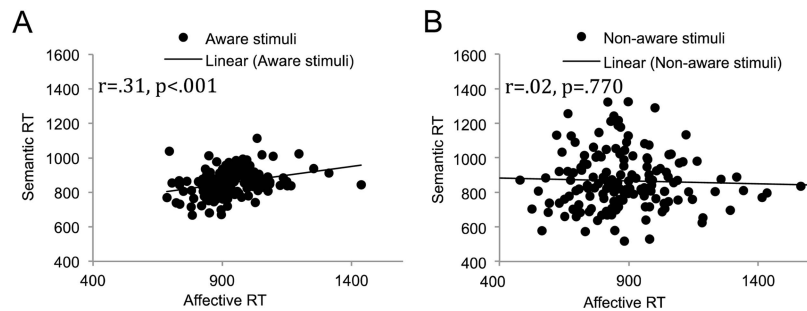 A
Aware stimuli
Linear (Aware stimuli)
r=.31, p<.001
Semantic RT
1600
1400
1200
1000
800
600
400
400
900
1400
Affective RT
B
Non-aware stimuli
Linear (Non-aware stimuli)
r=.02, p=.770
Semantic RT
1600
1400
1200
1000
800
600
400
400
900
1400
Affective RT